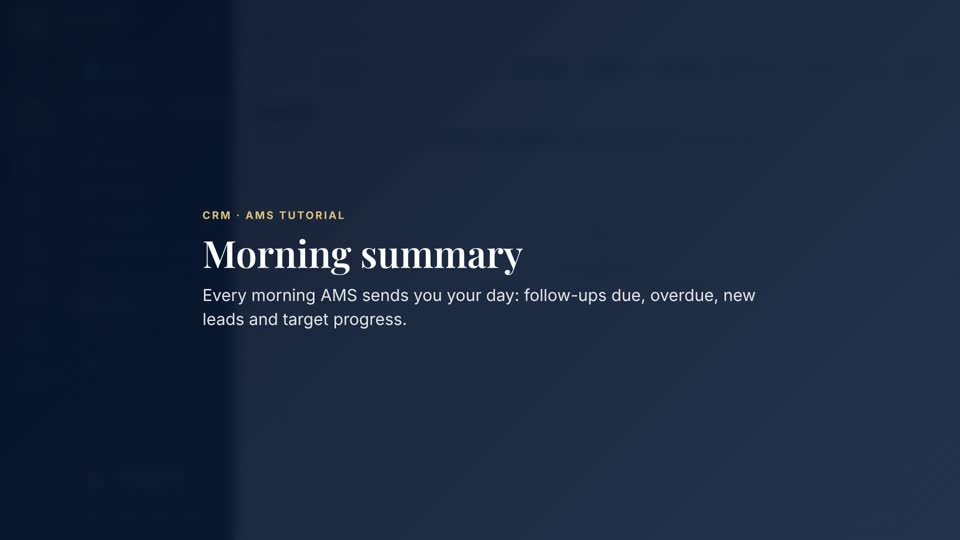 CRM · AMS TUTORIAL
Morning summary
Every morning AMS sends you your day: follow-ups due, overdue, new
leads and target progress.